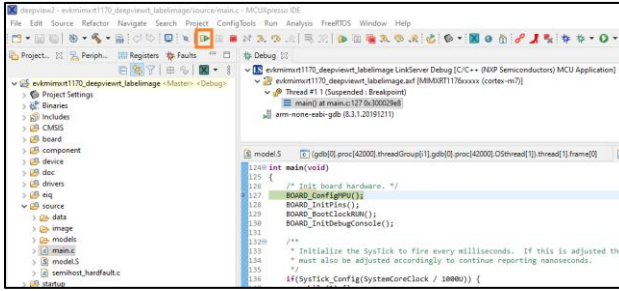 deepview2 - evkmimxrt1170_deepviewrt_labelimage/source/main.c - MCUXpresso IDE
File Edit Source Refactor Navigate Search Project ConfigTools Run Analysis FreeRTOS Window Help
Project... Periph... Registers Faults
Debug
evkmimxrt1170_deepviewrt_labelimage <Master> <Debug>
Project Settings
Binaries
Includes
CMSIS
board
component
device
doc
drivers
eiq
source
data
image
models
main.c
model.S
semihost_hardfault.c
startup
evkmimxrt1170_deepviewrt_labelimage LinkServer Debug [C/C++ (NXP Semiconductors) MCU Application]
evkmimxrt1170_deepviewrt_labelimage.axf [MIMXRT1176xxxxx (cortex-m7)]
Thread #1 1 (Suspended : Breakpoint)
main() at main.c:127 0x300029e8
arm-none-eabi-gdb (8.3.1.20191211)
model.S (gdb[0].proc[42000].threadGroup[i1],gdb[0].proc[42000].OSthread[1]).thread[1].frame[0]
124 int main(void)
125 {
126 /* Init board hardware. */
127 BOARD_ConfigMPU();
128 BOARD_InitPins();
129 BOARD_BootClockRUN();
130 BOARD_InitDebugConsole();
131
132 /**
133 * Initialize the SysTick to fire every milliseconds. If this is adjusted th
134 * must also be adjusted accordingly to continue reporting nanoseconds.
135 */
136 if(SysTick_Config(SystemCoreClock / 1000U)) {